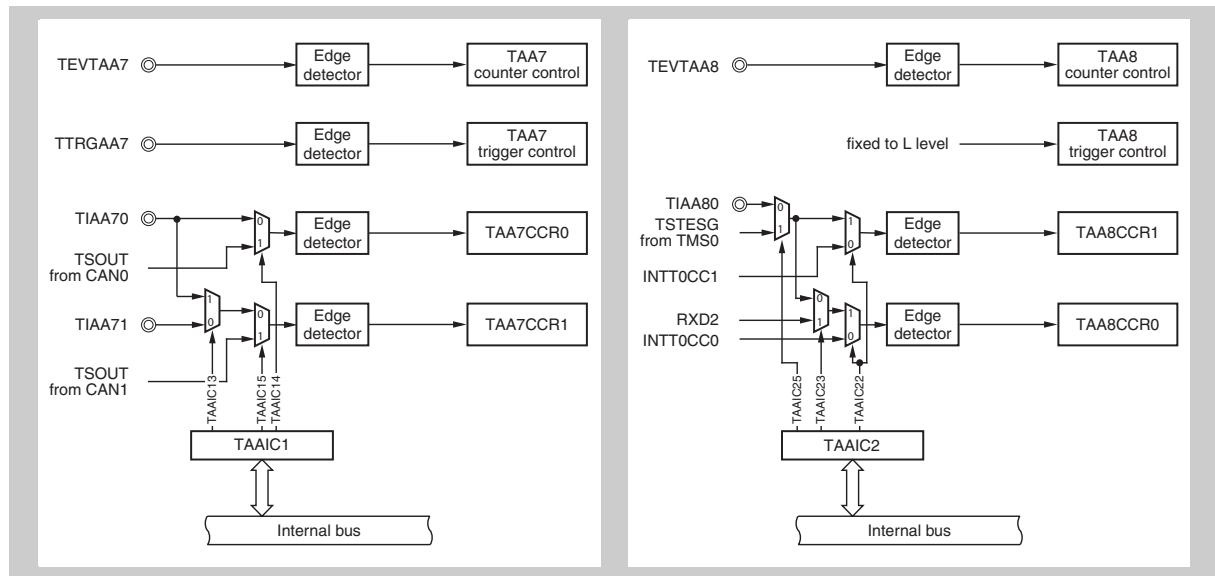 TEVTAA7
Edge
detector
TAA7
counter control
TTRGAA7
Edge
detector
TAA7
trigger control
TIAA70
0
1
Edge
detector
TAA7CCR0
TSOUT
from CAN0
1
0
TIAA71
0
1
Edge
detector
TAA7CCR1
TSOUT
from CAN1
TAAIC13
TAAIC15
TAAIC14
TAAIC1
Internal bus
TEVTAA8
Edge
detector
TAA8
counter control
fixed to L level
TAA8
trigger control
TIAA80
0
1
TSTESG
from TMS0
1
0
Edge
detector
TAA8CCR1
INTT0CC1
0
1
RXD2
1
0
Edge
detector
TAA8CCR0
INTT0CC0
TAAIC25
TAAIC23
TAAIC22
TAAIC2
Internal bus